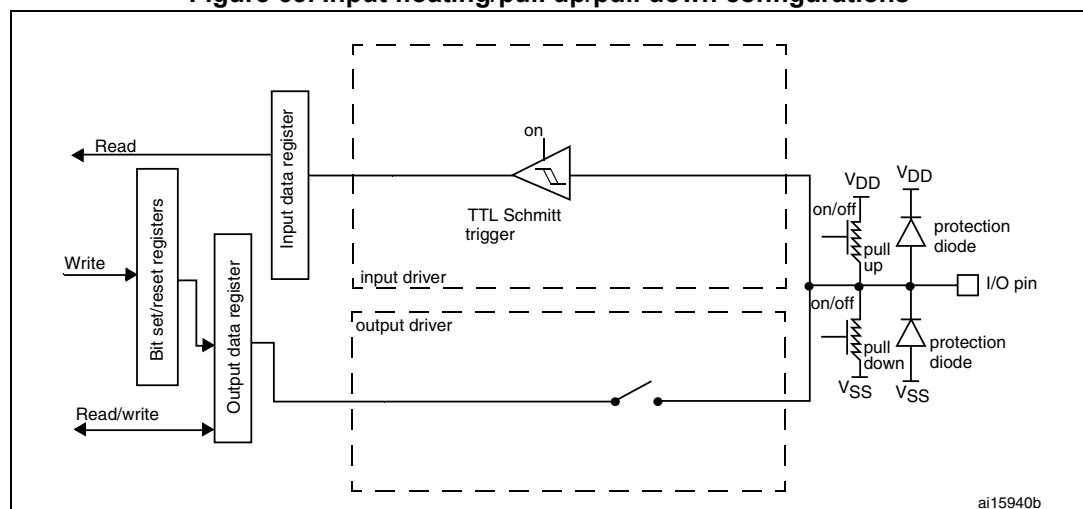 Figure 63. Input floating/pull up/pull down configurations
Read
Write
Read/write
Bit set/reset registers
Input data register
Output data register
on
TTL Schmitt
trigger
input driver
output driver
VDD
on/off
pull
up
VDD
protection
diode
I/O pin
on/off
pull
down
VSS
protection
diode
VSS
ai15940b